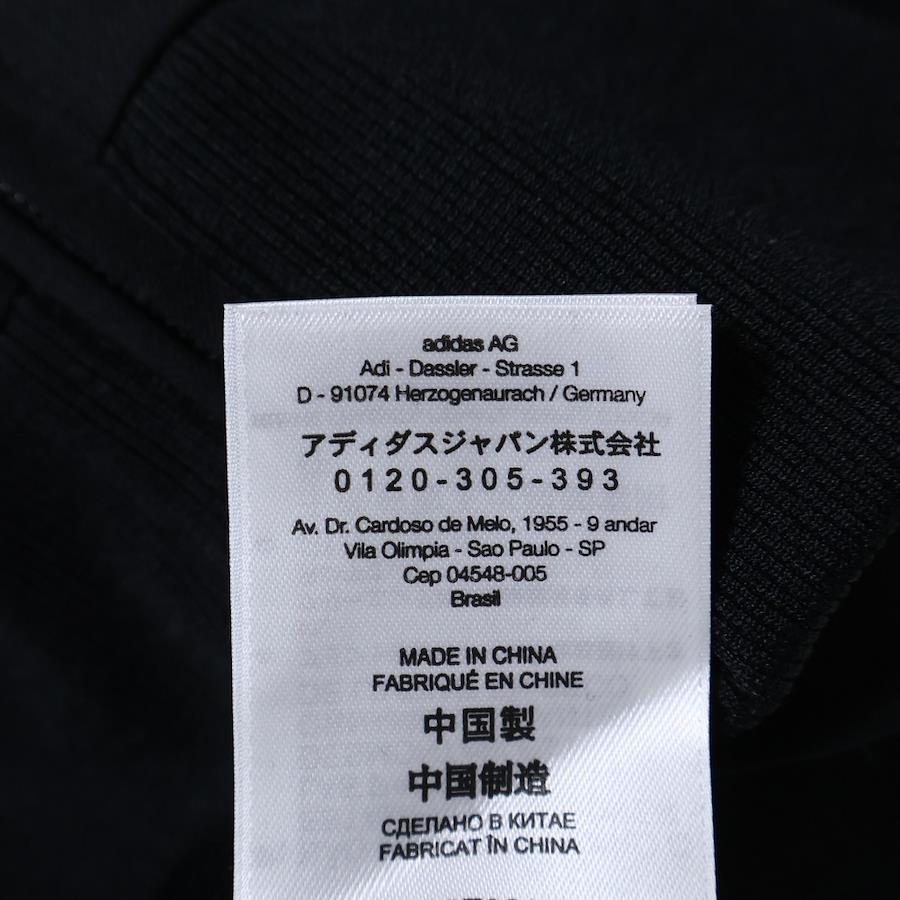 adidas AG
Adi - Dassler - Strasse 1
D - 91074 Herzogenaurach / Germany
アディダスジャパン株式会社
0120-305-393
Av. Dr. Cardoso de Melo, 1955 - 9 andar
Vila Olimpia - Sao Paulo - SP
Cep 04548-005
Brasil
MADE IN CHINA
FABRIQUÉ EN CHINE
中国製
中国制造
СДЕЛАНО В КИТАЕ
FABRICAT ÎN CHINA